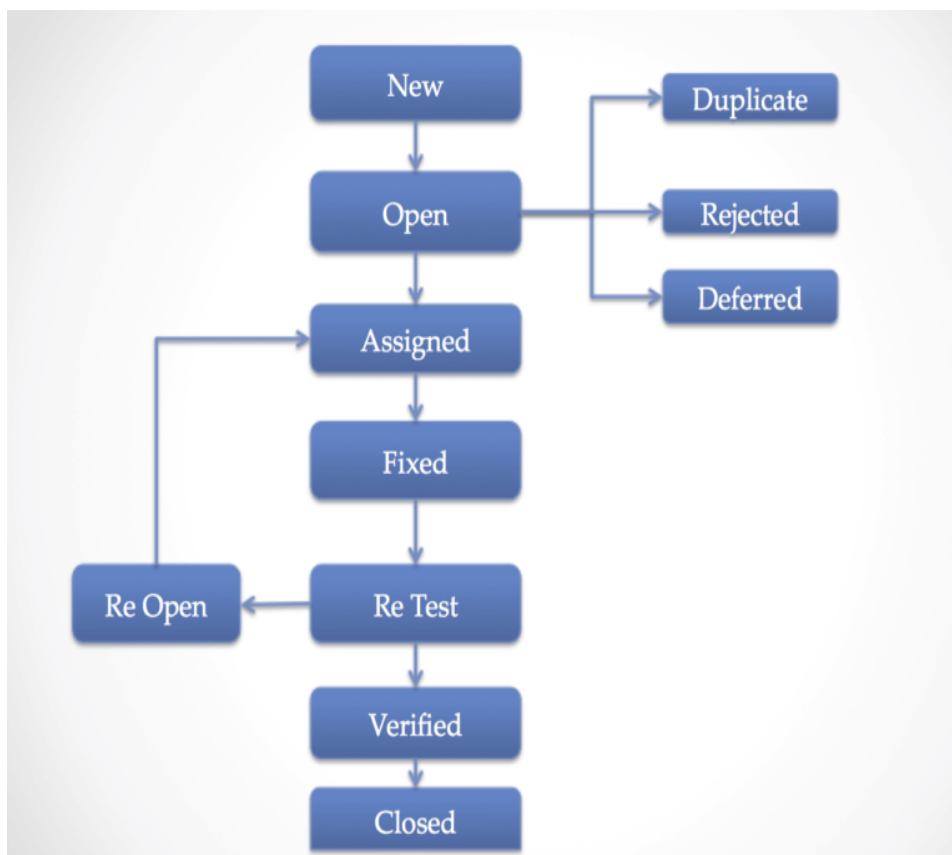 New
Duplicate
Open
Rejected
Deferred
Assigned
Fixed
Re Open
Re Test
Verified
Closed